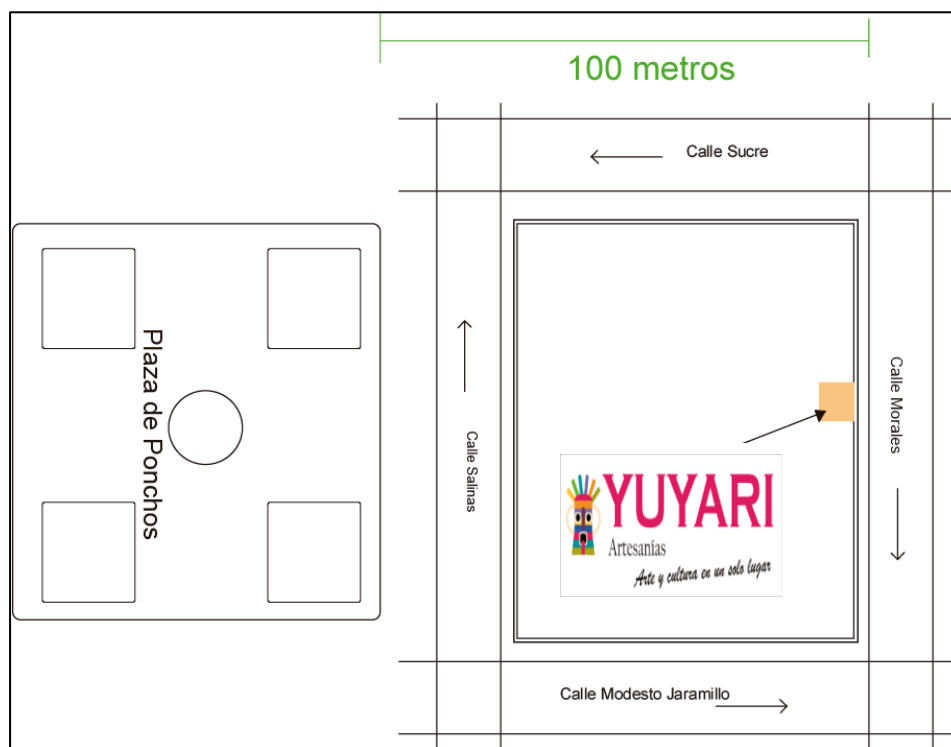 100 metros
Calle Sucre
Plaza de Ponchos
Calle Salinas
Calle Morales
YUYARI
Artesanías
Arte y cultura en un solo lugar
Calle Modesto Jaramillo